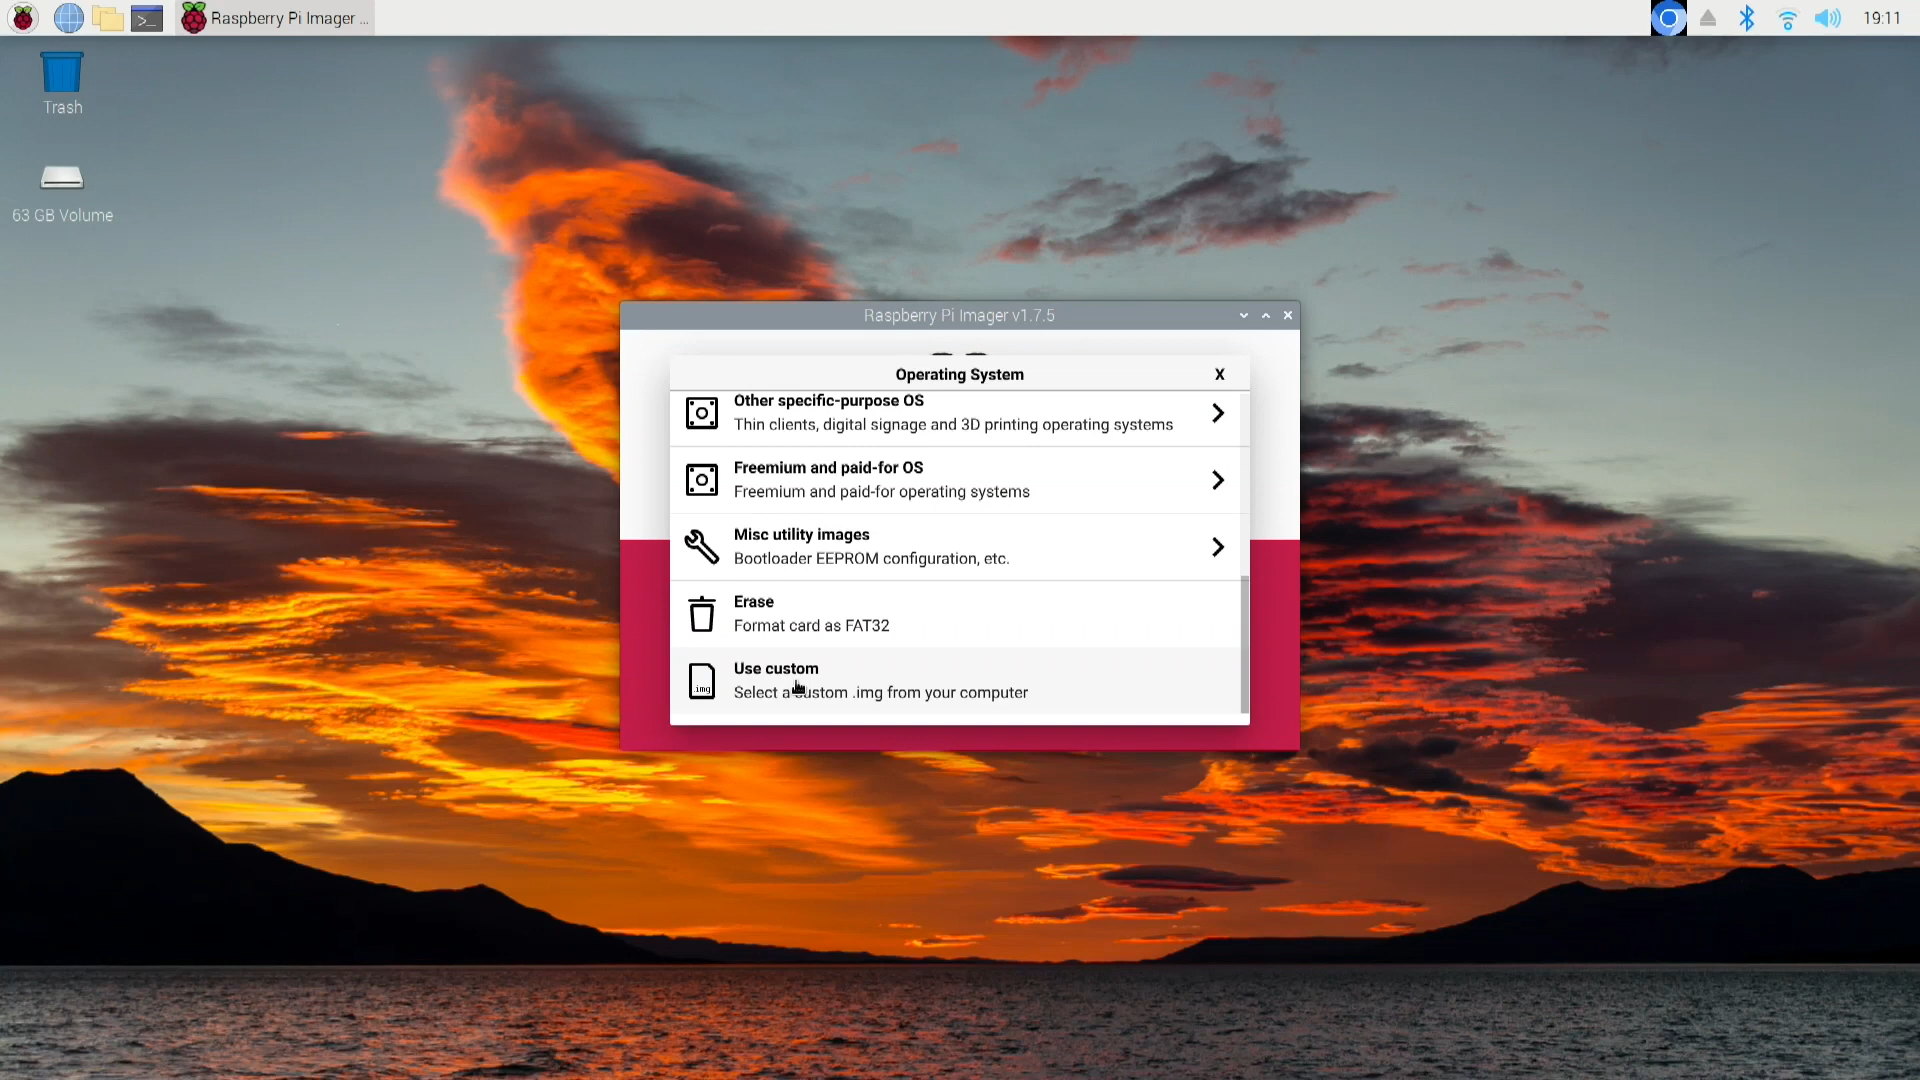 Raspberry Pi Imager ...
19:11
Trash
63 GB Volume
Raspberry Pi Imager v1.7.5
Operating System
X
Other specific-purpose OS
Thin clients, digital signage and 3D printing operating systems
Freemium and paid-for OS
Freemium and paid-for operating systems
Misc utility images
Bootloader EEPROM configuration, etc.
Erase
Format card as FAT32
.img
Use custom
Select a custom .img from your computer